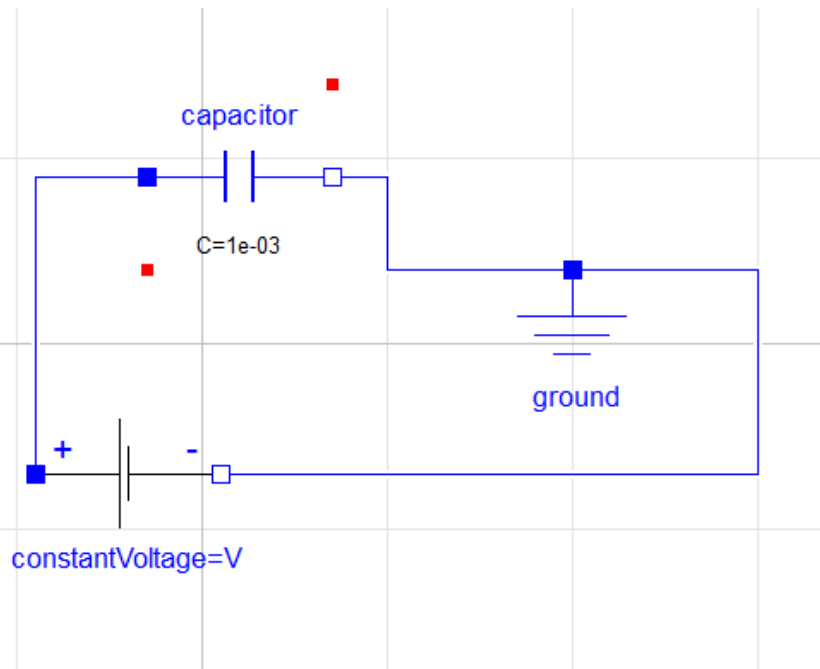 capacitor
C=1e-03
ground
+ -
constantVoltage=V